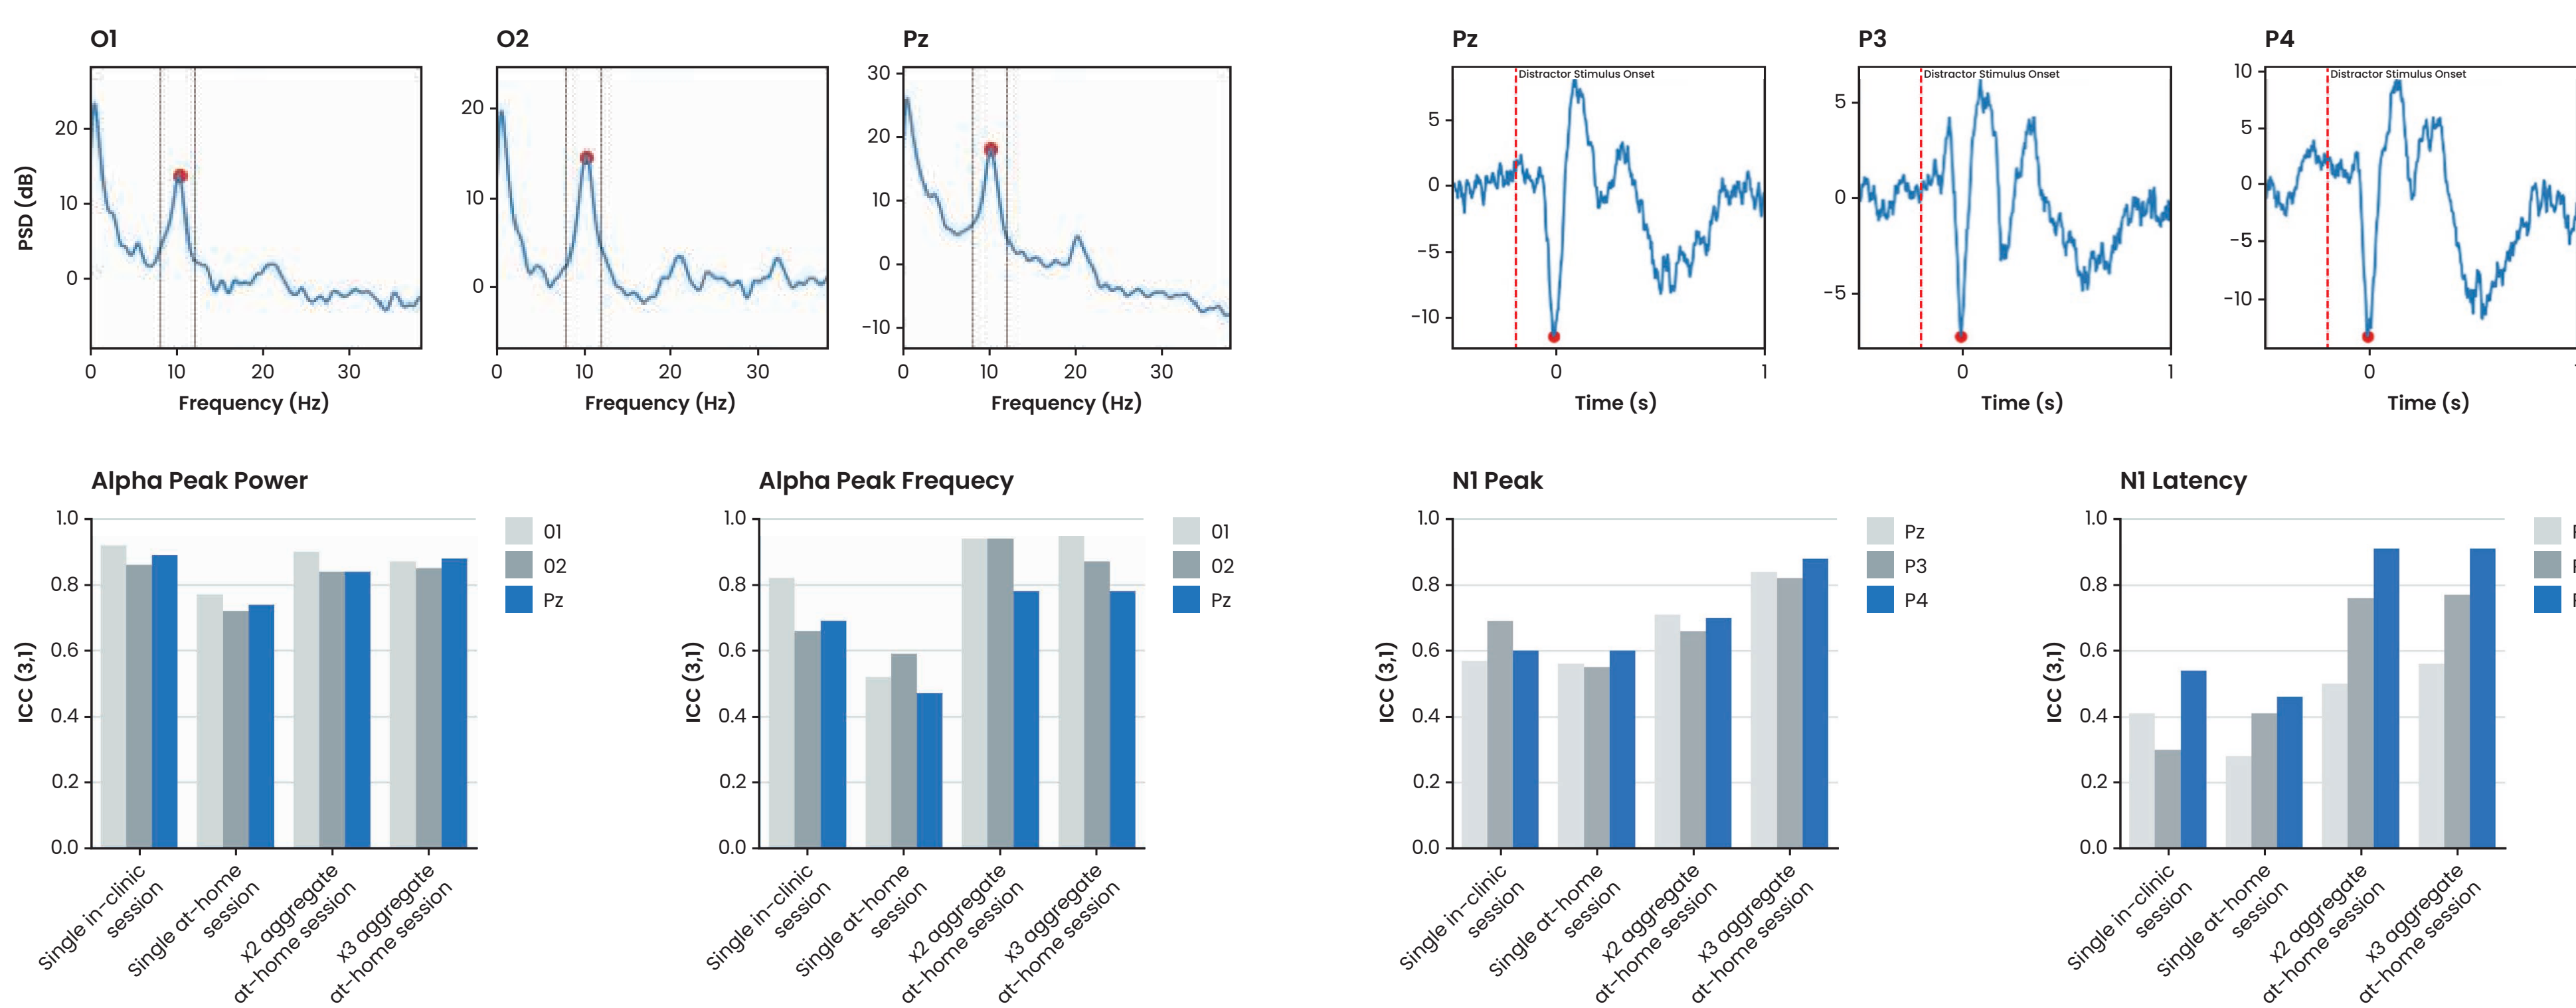 O1
O2
Pz
Pz
P3
P4
PSD (dB)
20
10
0
0
10
20
30
Frequency (Hz)
20
10
0
0
10
20
30
Frequency (Hz)
30
20
10
0
−10
0
10
20
30
Frequency (Hz)
Distractor Stimulus Onset
5
0
−5
−10
0
1
Time (s)
Distractor Stimulus Onset
5
0
−5
0
1
Time (s)
Distractor Stimulus Onset
10
5
0
−5
−10
0
Time (s)
Alpha Peak Power
ICC (3,1)
1.0
0.8
0.6
0.4
0.2
0.0
01
02
Pz
Single in-clinic
session
Single at-home
session
x2 aggregate
at-home session
x3 aggregate
at-home session
Alpha Peak Frequecy
ICC (3,1)
1.0
0.8
0.6
0.4
0.2
0.0
01
02
Pz
Single in-clinic
session
Single at-home
session
x2 aggregate
at-home session
x3 aggregate
at-home session
N1 Peak
ICC (3,1)
1.0
0.8
0.6
0.4
0.2
0.0
Pz
P3
P4
Single in-clinic
session
Single at-home
session
x2 aggregate
at-home session
x3 aggregate
at-home session
N1 Latency
ICC (3,1)
1.0
0.8
0.6
0.4
0.2
0.0
Single in-clinic
session
Single at-home
session
x2 aggregate
at-home session
x3 aggregate
at-home session